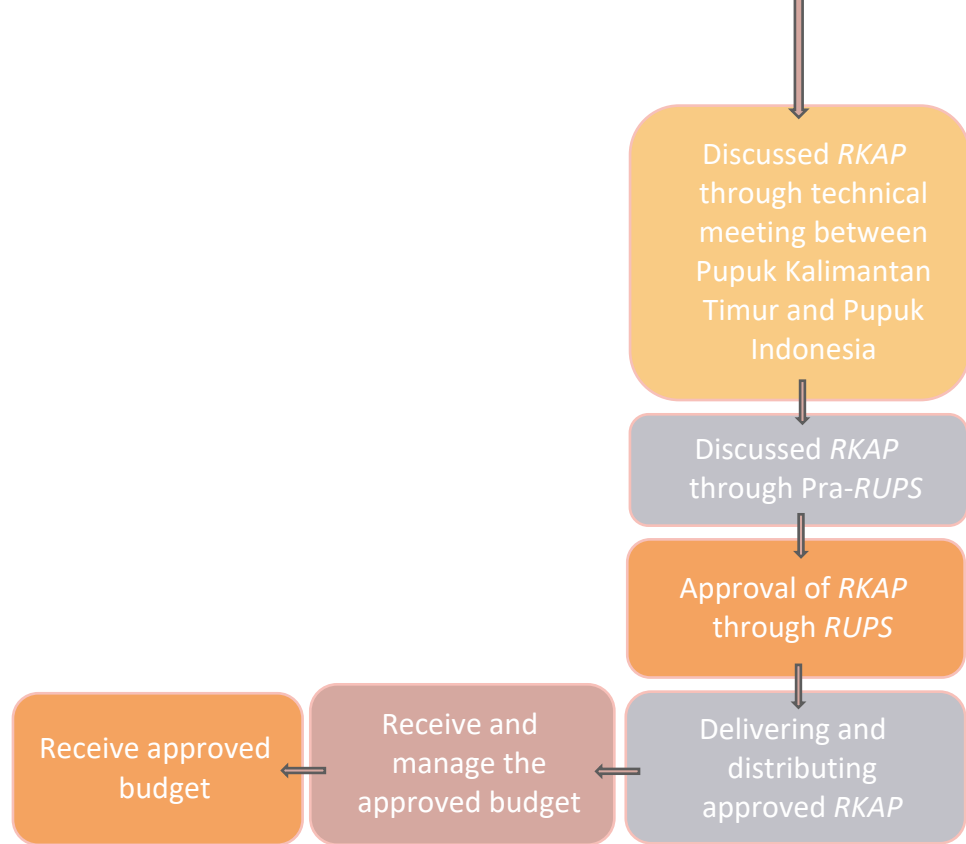 Discussed RKAP
through technical
meeting between
Pupuk Kalimantan
Timur and Pupuk
Indonesia
Discussed RKAP
through Pra-RUPS
Approval of RKAP
through RUPS
Delivering and
distributing
approved RKAP
Receive and
manage the
approved budget
Receive approved
budget